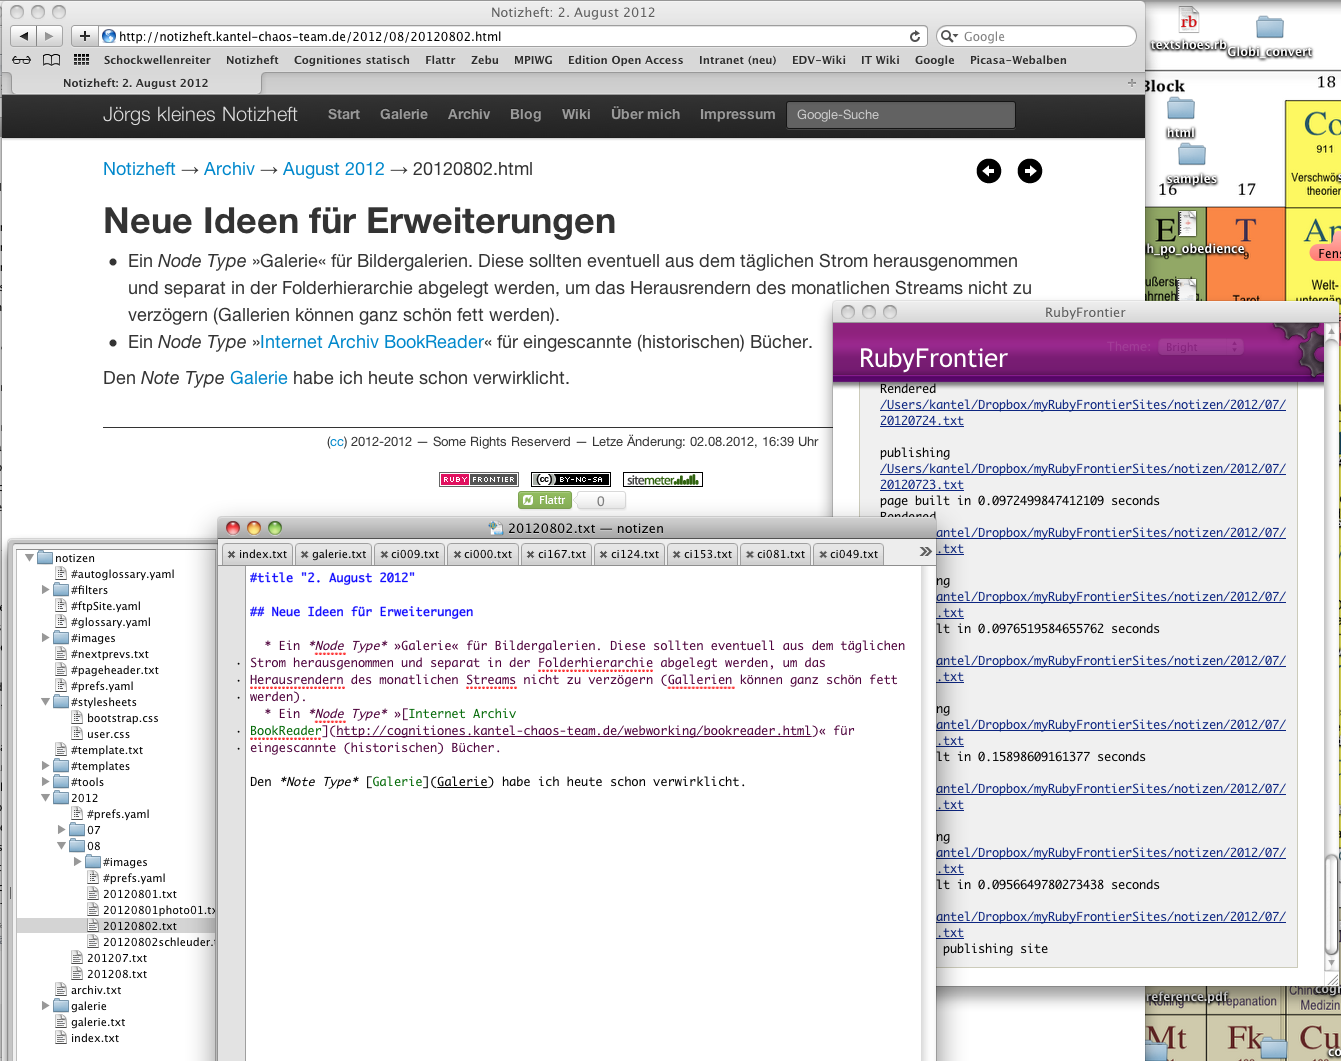 Notizheft: 2. August 2012
http://notizheft.kantel-chaos-team.de/2012/08/20120802.html
Google
Schockwellenreiter Notizheft Cognitiones statisch Flattr Zebu MPIWG Edition Open Access Intranet (neu) EDV-Wiki IT Wiki Google Picasa-Webalben
Notizheft: 2. August 2012
Jörgs kleines Notizheft Start Galerie Archiv Blog Wiki Über mich Impressum Google-Suche
Notizheft → Archiv → August 2012 → 20120802.html
Neue Ideen für Erweiterungen
• Ein Node Type »Galerie« für Bildergalerien. Diese sollten eventuell aus dem täglichen Strom herausgenommen
und separat in der Folderhierarchie abgelegt werden, um das Herausrendern des monatlichen Streams nicht zu
verzögern (Gallerien können ganz schön fett werden).
• Ein Node Type »Internet Archiv BookReader« für eingescannte (historischen) Bücher.
Den Note Type Galerie habe ich heute schon verwirklicht.
(cc) 2012-2012 — Some Rights Reserverd — Letze Änderung: 02.08.2012, 16:39 Uhr
RUBY FRONTIER (cc) BY-NC-SA sitemeter
Flattr 0
textshoes.rb
Globi_convert
Block
18
html
samples
16 17
Co
911
Verschwö
theorien
E T An
9
h_po_obedience
Fens
Welt-
Tarot
RubyFrontier
RubyFrontier
Theme: Bright
Rendered
/Users/kantel/Dropbox/myRubyFrontierSites/notizen/2012/07/
20120724.txt
publishing
/Users/kantel/Dropbox/myRubyFrontierSites/notizen/2012/07/
20120723.txt
page built in 0.0972499847412109 seconds
Rendered
antel/Dropbox/myRubyFrontierSites/notizen/2012/07/
.txt
ng
antel/Dropbox/myRubyFrontierSites/notizen/2012/07/
.txt
lt in 0.0976519584655762 seconds
antel/Dropbox/myRubyFrontierSites/notizen/2012/07/
.txt
ng
antel/Dropbox/myRubyFrontierSites/notizen/2012/07/
.txt
lt in 0.15898609161377 seconds
antel/Dropbox/myRubyFrontierSites/notizen/2012/07/
.txt
ng
antel/Dropbox/myRubyFrontierSites/notizen/2012/07/
.txt
lt in 0.0956649780273438 seconds
antel/Dropbox/myRubyFrontierSites/notizen/2012/07/
.txt
publishing site
notizen
#autoglossary.yaml
#filters
#ftpSite.yaml
#glossary.yaml
#images
#nextprevs.txt
#pageheader.txt
#prefs.yaml
#stylesheets
bootstrap.css
user.css
#template.txt
#templates
#tools
2012
#prefs.yaml
07
08
#images
#prefs.yaml
20120801.txt
20120801photo01.tx
20120802.txt
20120802schleuder.
201207.txt
201208.txt
archiv.txt
galerie
galerie.txt
index.txt
20120802.txt — notizen
index.txt galerie.txt ci009.txt ci000.txt ci167.txt ci124.txt ci153.txt ci081.txt ci049.txt »
#title "2. August 2012"
## Neue Ideen für Erweiterungen
* Ein *Node Type* »Galerie« für Bildergalerien. Diese sollten eventuell aus dem täglichen
Strom herausgenommen und separat in der Folderhierarchie abgelegt werden, um das
Herausrendern des monatlichen Streams nicht zu verzögern (Gallerien können ganz schön fett
werden).
* Ein *Node Type* »[Internet Archiv
BookReader](http://cognitiones.kantel-chaos-team.de/webworking/bookreader.html)« für
eingescannte (historischen) Bücher.
Den *Note Type* [Galerie](Galerie) habe ich heute schon verwirklicht.
reference.pdf
Mt Fk Cu